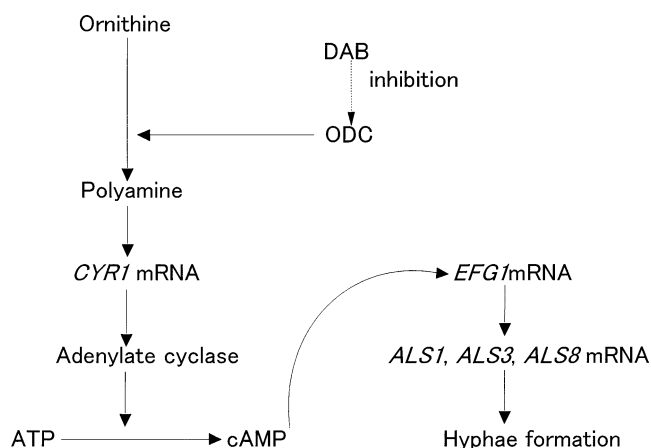 Ornithine
DAB
inhibition
ODC
Polyamine
CYR1 mRNA
EFG1mRNA
Adenylate cyclase
ALS1, ALS3, ALS8 mRNA
ATP
cAMP
Hyphae formation